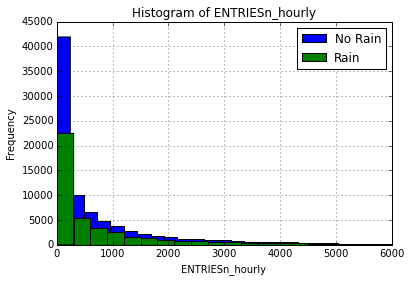 Histogram of ENTRIESn_hourly
45000
40000
35000
30000
25000
20000
15000
10000
5000
0
Frequency
No Rain
Rain
0 1000 2000 3000 4000 5000 6000
ENTRIESn_hourly